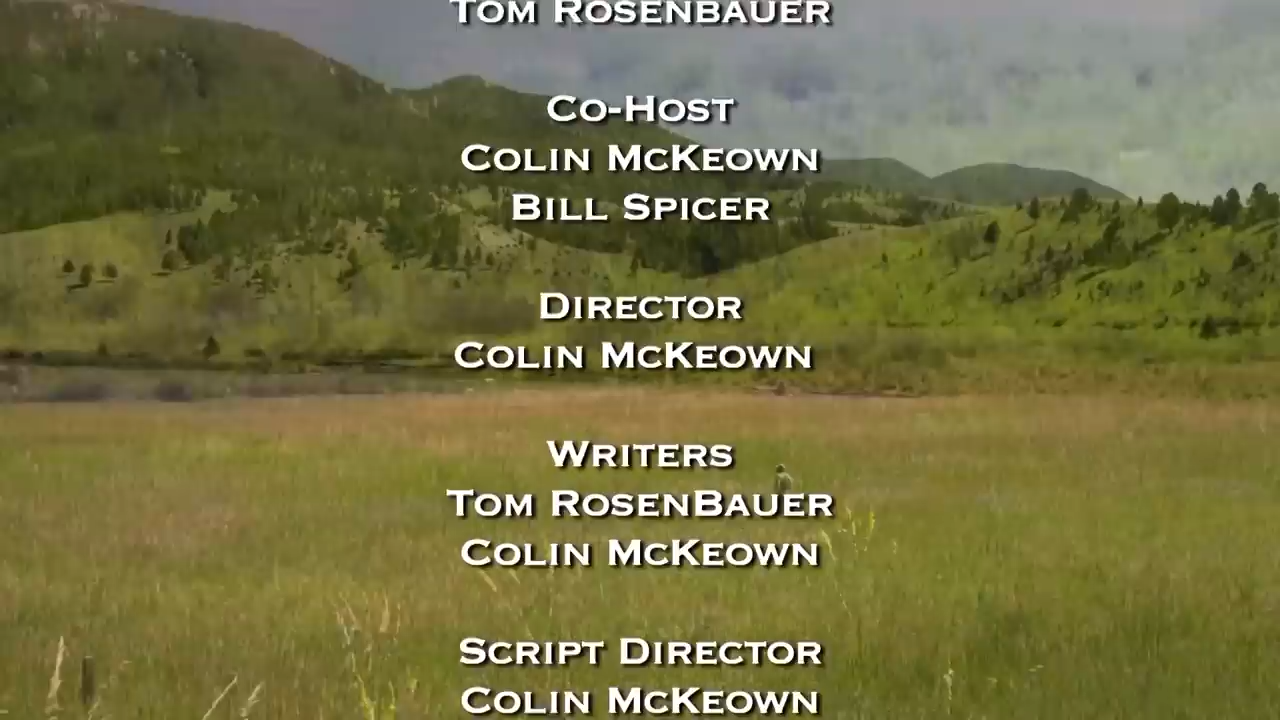 Tom Rosenbauer
Co-Host
Colin McKeown
Bill Spicer
Director
Colin McKeown
Writers
Tom RosenBauer
Colin McKeown
Script Director
Colin McKeown